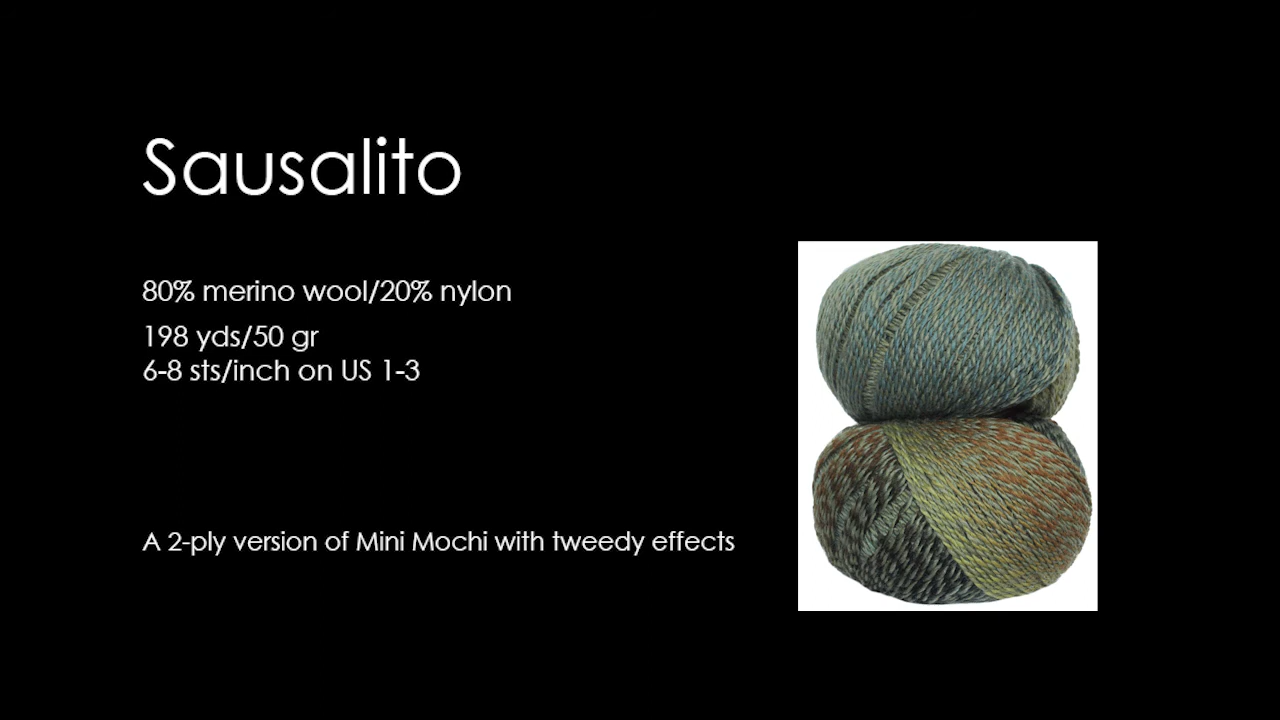 Sausalito
80% merino wool/20% nylon
198 yds/50 gr
6-8 sts/inch on US 1-3
A 2-ply version of Mini Mochi with tweedy effects